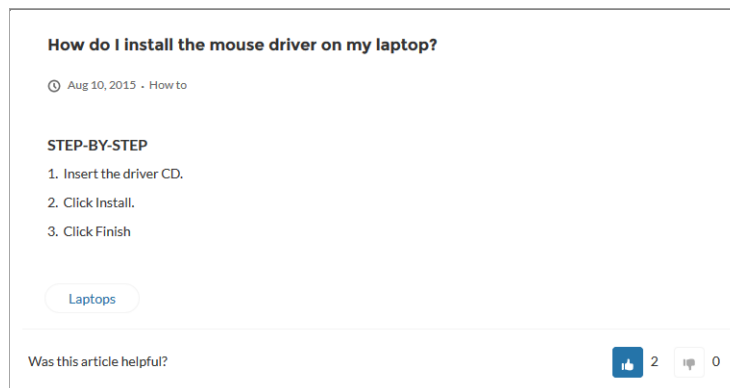 How do I install the mouse driver on my laptop?
Aug 10, 2015 • How to
STEP-BY-STEP
1. Insert the driver CD.
2. Click Install.
3. Click Finish
Laptops
Was this article helpful? 2 0